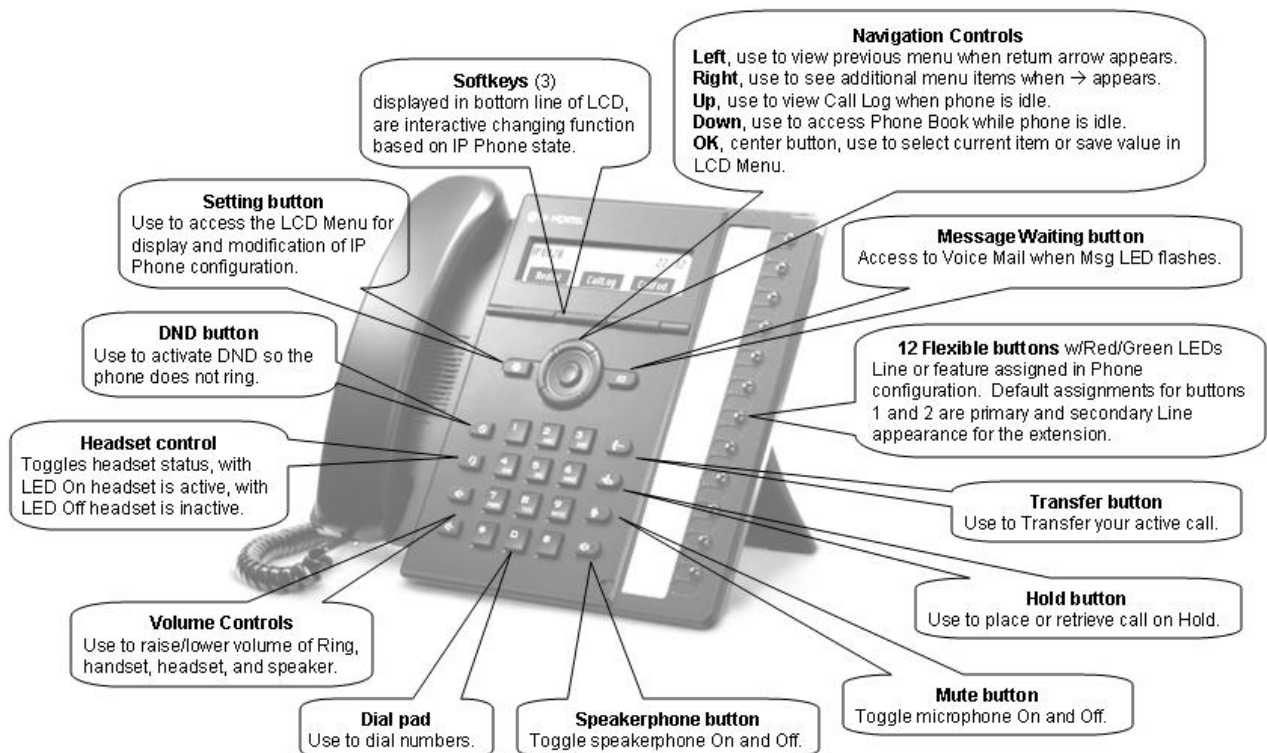 Navigation Controls
Left, use to view previous menu when return arrow appears.
Right, use to see additional menu items when → appears.
Up, use to view Call Log when phone is idle.
Down, use to access Phone Book while phone is idle.
OK, center button, use to select current item or save value in
LCD Menu.
Softkeys (3)
displayed in bottom line of LCD,
are interactive changing function
based on IP Phone state.
Setting button
Use to access the LCD Menu for
display and modification of IP
Phone configuration.
Message Waiting button
Access to Voice Mail when Msg LED flashes.
DND button
Use to activate DND so the
phone does not ring.
12 Flexible buttons w/Red/Green LEDs
Line or feature assigned in Phone
configuration. Default assignments for buttons
1 and 2 are primary and secondary Line
appearance for the extension.
Headset control
Toggles headset status, with
LED On headset is active, with
LED Off headset is inactive.
Transfer button
Use to Transfer your active call.
Hold button
Use to place or retrieve call on Hold.
Volume Controls
Use to raise/lower volume of Ring,
handset, headset, and speaker.
Mute button
Toggle microphone On and Off.
Dial pad
Use to dial numbers.
Speakerphone button
Toggle speakerphone On and Off.
CallLog
1 2 3
4 5 6
7 8 9